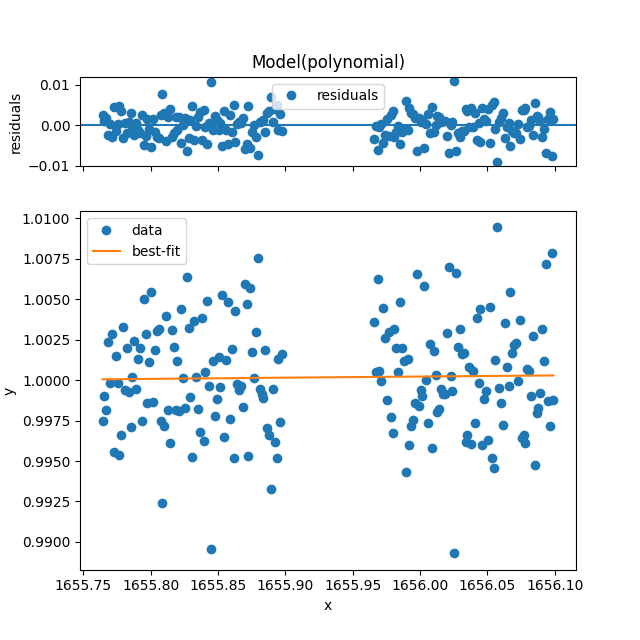 Model(polynomial)
0.01
0.00
−0.01
residuals
residuals
1.0100
1.0075
1.0050
1.0025
1.0000
0.9975
0.9950
0.9925
0.9900
y
data
best-fit
1655.75 1655.80 1655.85 1655.90 1655.95 1656.00 1656.05 1656.10
x